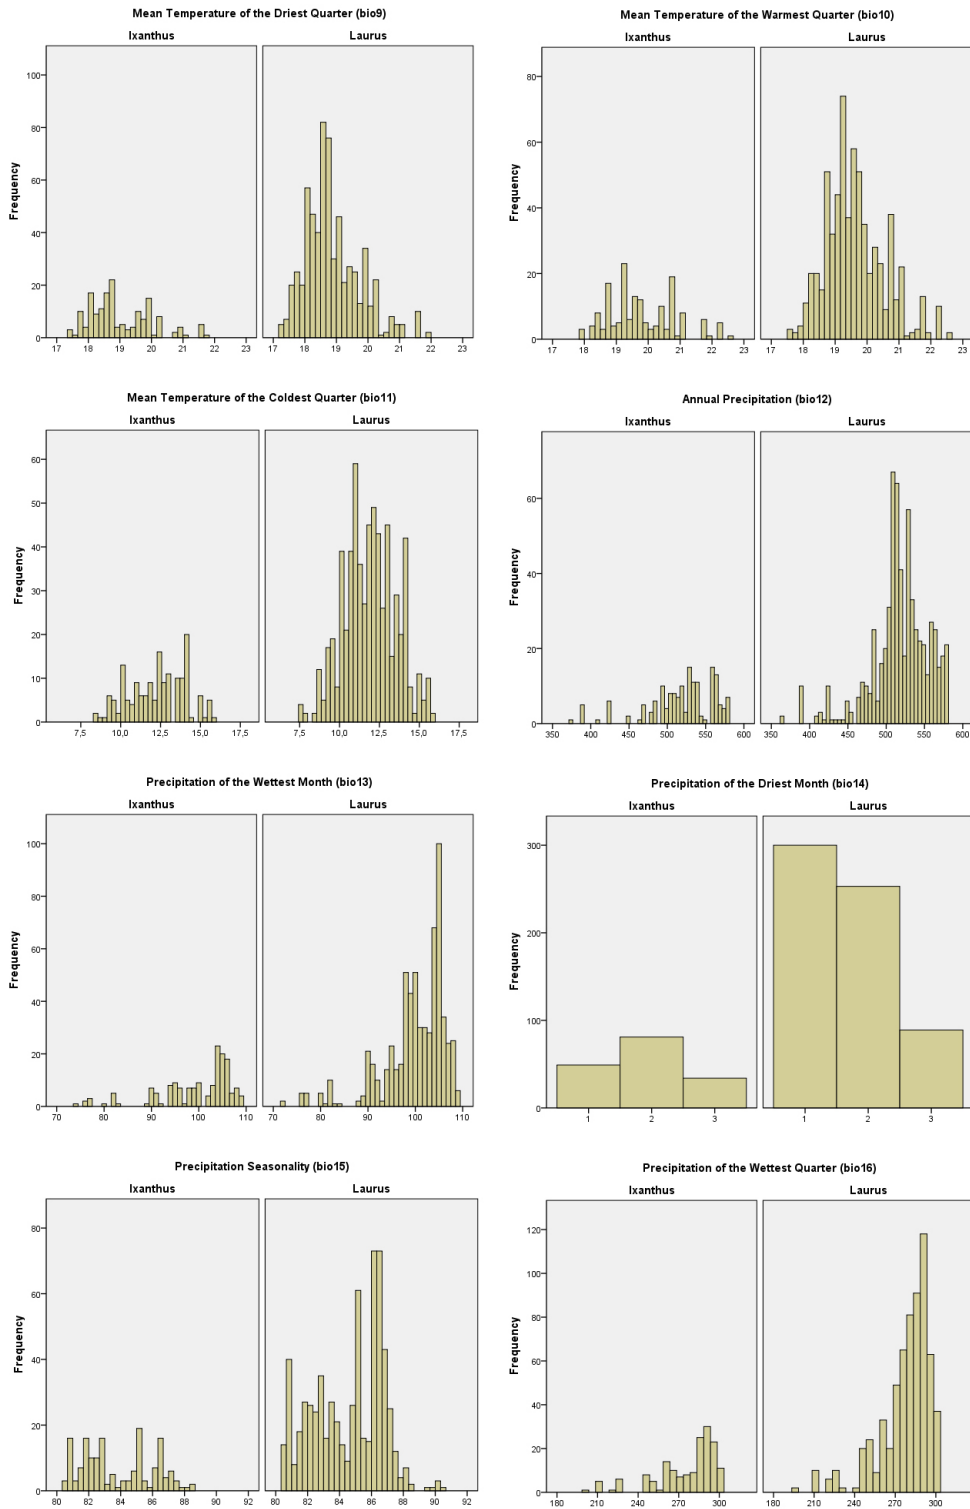 Mean Temperature of the Driest Quarter (bio9)
Ixanthus Laurus
Frequency
100
80
60
40
20
0
17 18 19 20 21 22 23 17 18 19 20 21 22 23
Mean Temperature of the Warmest Quarter (bio10)
Ixanthus Laurus
Frequency
80
60
40
20
0
17 18 19 20 21 22 23 17 18 19 20 21 22 23
Mean Temperature of the Coldest Quarter (bio11)
Ixanthus Laurus
Frequency
60
50
40
30
20
10
0
7,5 10,0 12,5 15,0 17,5 7,5 10,0 12,5 15,0 17,5
Annual Precipitation (bio12)
Ixanthus Laurus
Frequency
60
40
20
0
350 400 450 500 550 600 350 400 450 500 550 600
Precipitation of the Wettest Month (bio13)
Ixanthus Laurus
Frequency
100
80
60
40
20
0
70 80 90 100 110 70 80 90 100 110
Precipitation of the Driest Month (bio14)
Ixanthus Laurus
Frequency
300
200
100
0
1 2 3 1 2 3
Precipitation Seasonality (bio15)
Ixanthus Laurus
Frequency
80
60
40
20
0
80 82 84 86 88 90 92 80 82 84 86 88 90 92
Precipitation of the Wettest Quarter (bio16)
Ixanthus Laurus
Frequency
120
100
80
60
40
20
0
180 210 240 270 300 180 210 240 270 300